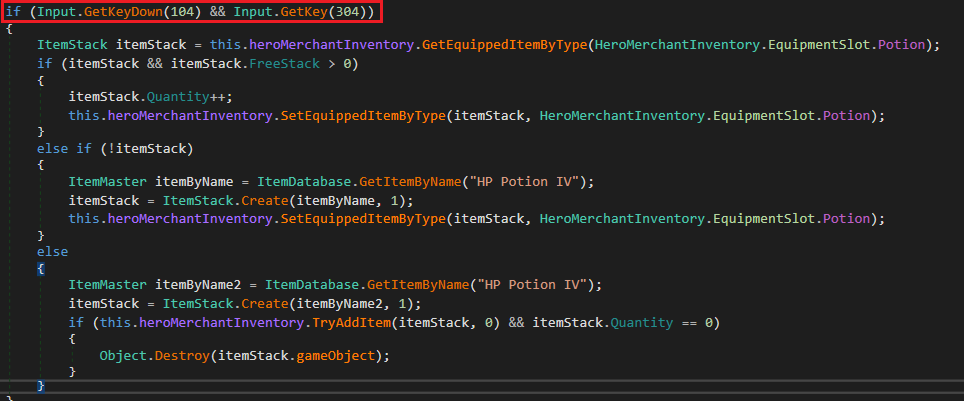 if (Input.GetKeyDown(104) && Input.GetKey(304))
{
ItemStack itemStack = this.heroMerchantInventory.GetEquippedItemByType(HeroMerchantInventory.EquipmentSlot.Potion);
if (itemStack && itemStack.FreeStack > 0)
{
itemStack.Quantity++;
this.heroMerchantInventory.SetEquippedItemByType(itemStack, HeroMerchantInventory.EquipmentSlot.Potion);
}
else if (!itemStack)
{
ItemMaster itemByName = ItemDatabase.GetItemByName("HP Potion IV");
itemStack = ItemStack.Create(itemByName, 1);
this.heroMerchantInventory.SetEquippedItemByType(itemStack, HeroMerchantInventory.EquipmentSlot.Potion);
}
else
{
ItemMaster itemByName2 = ItemDatabase.GetItemByName("HP Potion IV");
itemStack = ItemStack.Create(itemByName2, 1);
if (this.heroMerchantInventory.TryAddItem(itemStack, 0) && itemStack.Quantity == 0)
{
Object.Destroy(itemStack.gameObject);
}
}
}